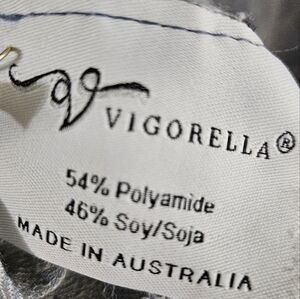 VIGORELLA®
54% Polyamide
46% Soy/Soja
MADE IN AUSTRALIA